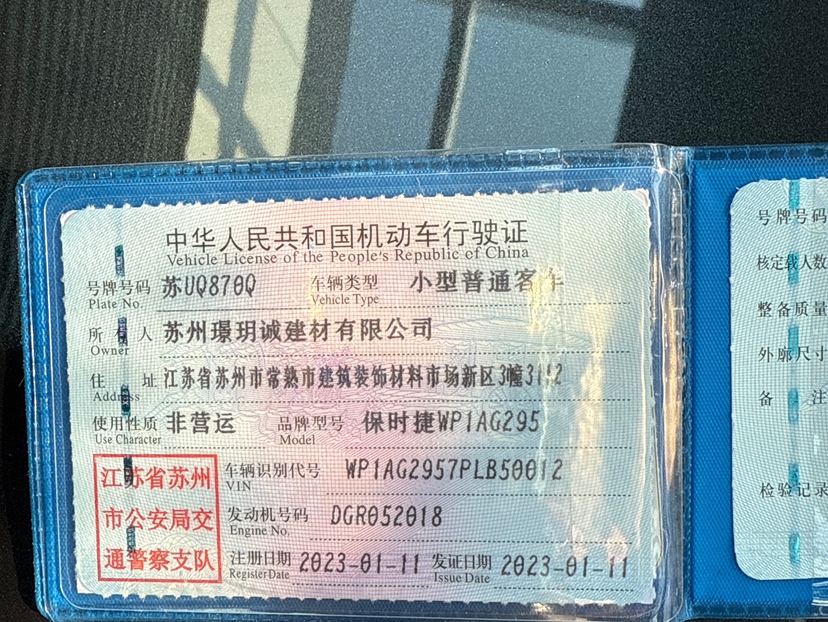 中华人民共和国机动车行驶证
Vehicle License of the People's Republic of China
号牌号码 苏UQ870Q 车辆类型 小型普通客车
Plate No. Vehicle Type
所 人 苏州璟玥诚建材有限公司
Owner
住 址 江苏省苏州市常熟市建筑装饰材料市场新区3幢3112
Address
使用性质 非营运 品牌型号 保时捷WP1AG295
Use Character Model
江苏省苏州
市公安局交
通警察支队
车辆识别代号 WP1AG2957PLB50012
VIN
发动机号码 DGR052018
Engine No.
注册日期 2023-01-11 发证日期 2023-01-11
Register Date Issue Date
号牌号码
核定载人数
整备质量
外廓尺寸
备 注
检验记录